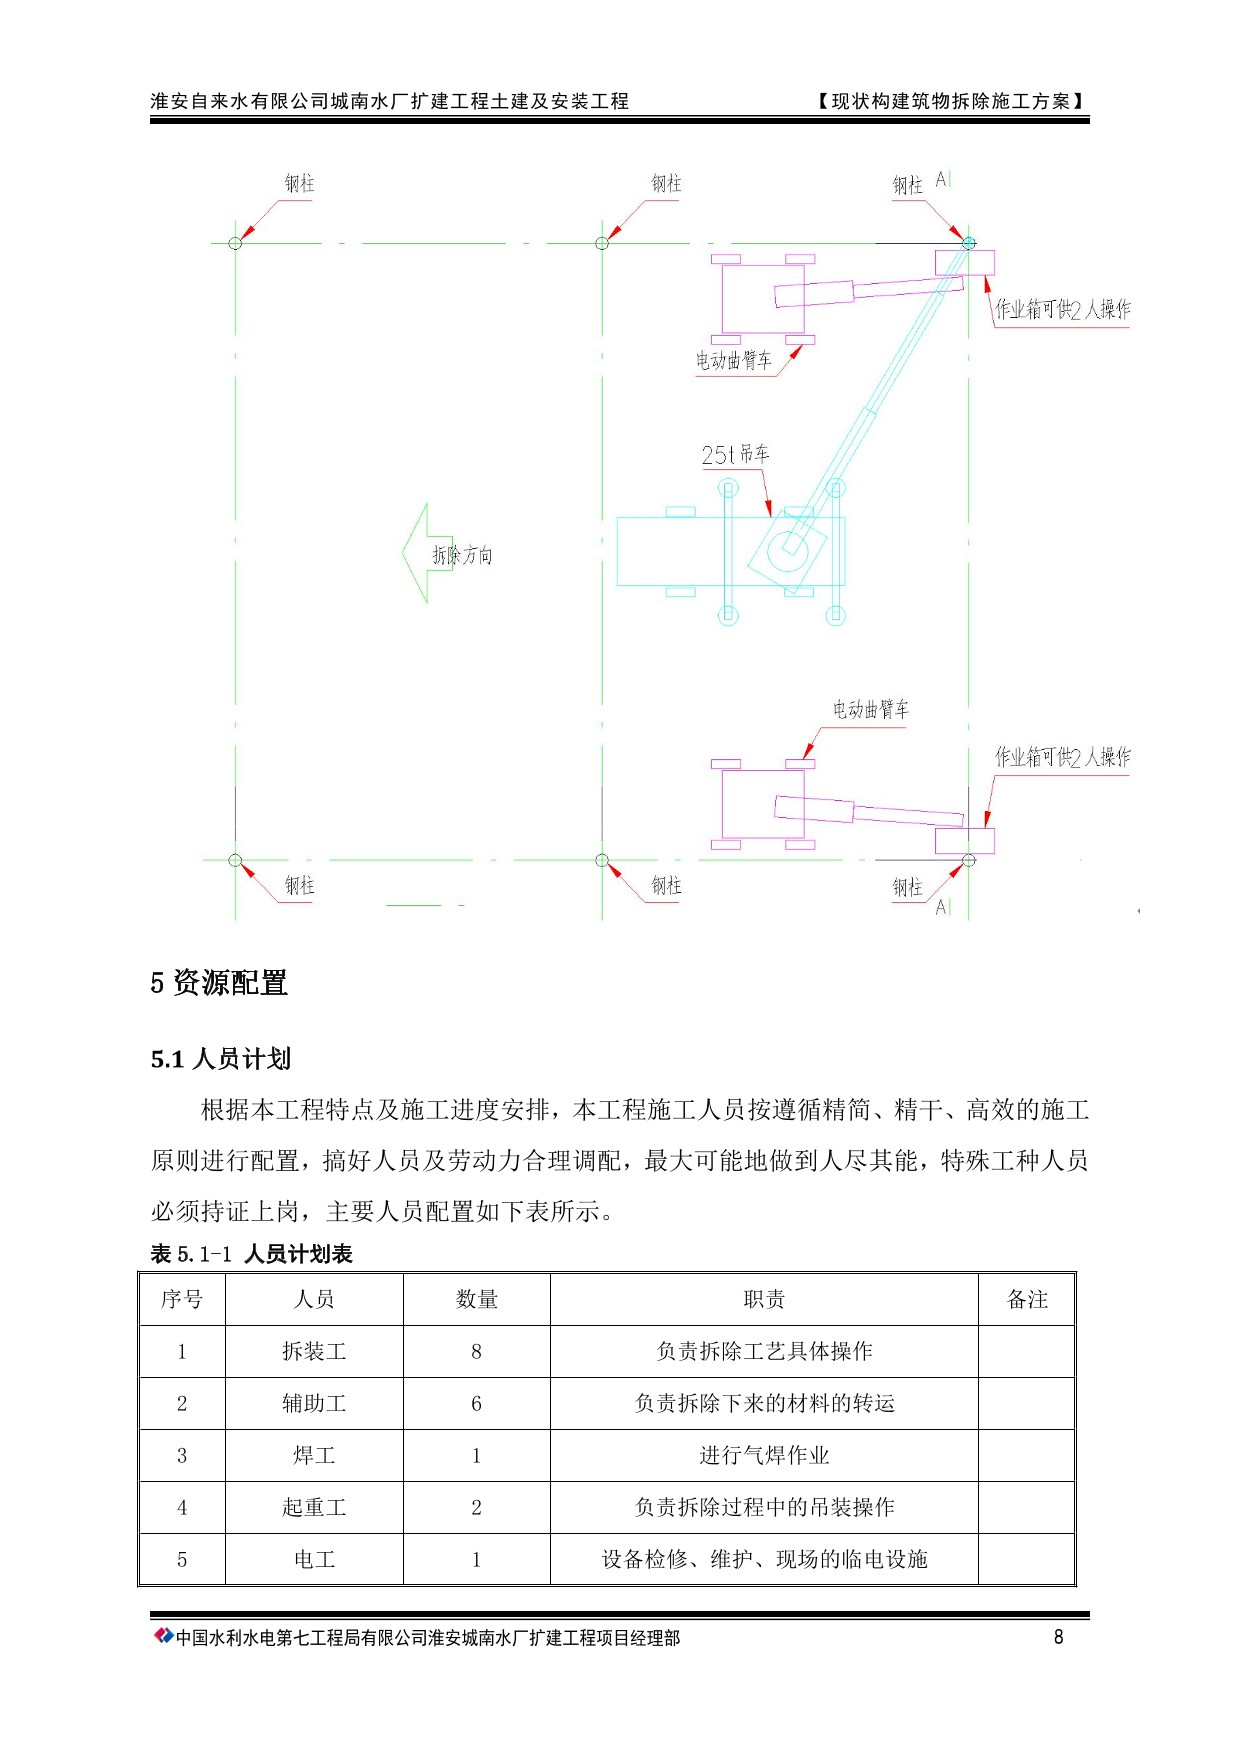 淮安自来水有限公司城南水厂扩建工程土建及安装工程 【现状构建筑物拆除施工方案】
钢柱 钢柱 钢柱 A
作业箱可供2人操作
电动曲臂车
25t吊车
拆除方向
电动曲臂车
作业箱可供2人操作
钢柱 钢柱 钢柱
A
5 资源配置
5.1 人员计划
根据本工程特点及施工进度安排，本工程施工人员按遵循精简、精干、高效的施工
原则进行配置，搞好人员及劳动力合理调配，最大可能地做到人尽其能，特殊工种人员
必须持证上岗，主要人员配置如下表所示。
表 5.1-1 人员计划表
序号 人员 数量 职责 备注
1 拆装工 8 负责拆除工艺具体操作
2 辅助工 6 负责拆除下来的材料的转运
3 焊工 1 进行气焊作业
4 起重工 2 负责拆除过程中的吊装操作
5 电工 1 设备检修、维护、现场的临电设施
中国水利水电第七工程局有限公司淮安城南水厂扩建工程项目经理部 8